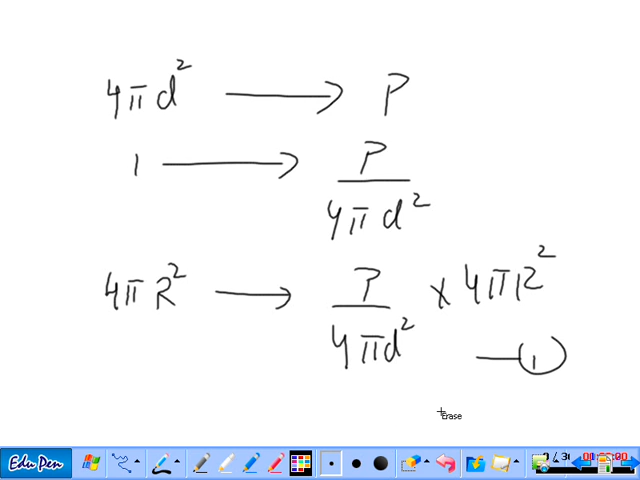 4πd² ⟶ P
1 ⟶ P/4πd²
4πR² ⟶ P/4πd² × 4πR²
—①
Erase
Edu Pen